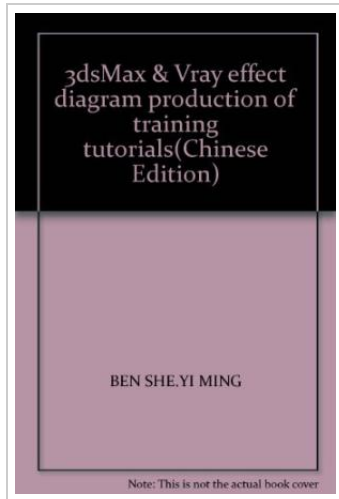 3dsMax & Vray effect
diagram production of
training
tutorials(Chinese
Edition)
BEN SHE.YI MING
Note: This is not the actual book cover